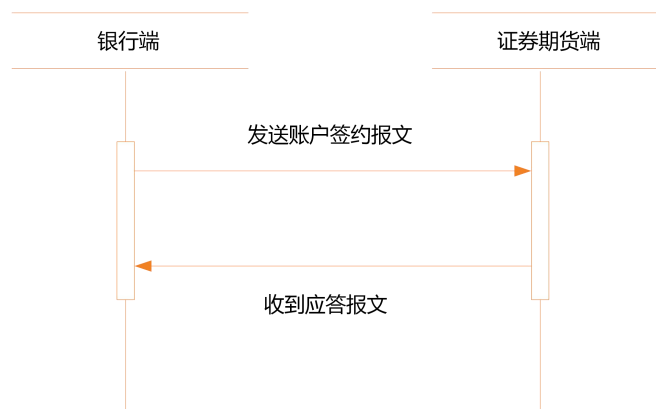 银行端
证券期货端
发送账户签约报文
收到应答报文